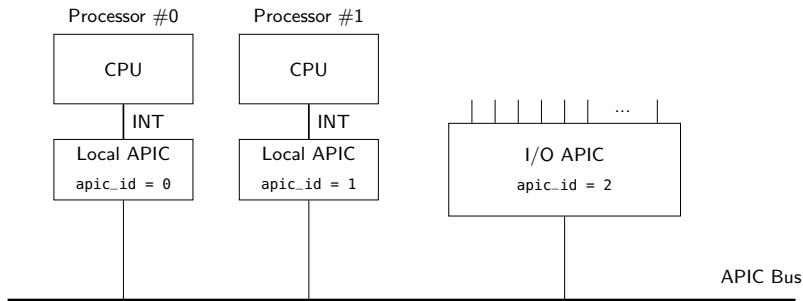 Processor #0
Processor #1
CPU
CPU
INT
INT
...
Local APIC
apic_id = 0
Local APIC
apic_id = 1
I/O APIC
apic_id = 2
APIC Bus